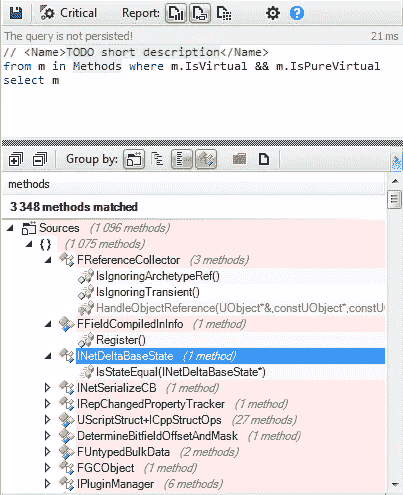 Critical Report:
The query is not persisted! 21 ms
// <Name>TODO short description</Name>
from m in Methods where m.IsVirtual && m.IsPureVirtual
select m
Group by:
methods
3 348 methods matched
Sources (1 096 methods)
{ } (1 075 methods)
FReferenceCollector (3 methods)
IsIgnoringArchetypeRef()
IsIgnoringTransient()
HandleObjectReference(UObject*&,constUObject*,constU
FFieldCompiledInInfo (1 method)
Register()
INetDeltaBaseState (1 method)
IsStateEqual(INetDeltaBaseState*)
INetSerializeCB (1 method)
IRepChangedPropertyTracker (1 method)
UScriptStruct+ICppStructOps (27 methods)
DetermineBitfieldOffsetAndMask (1 method)
FUntypedBulkData (2 methods)
FGCObject (1 method)
IPluginManager (6 methods)